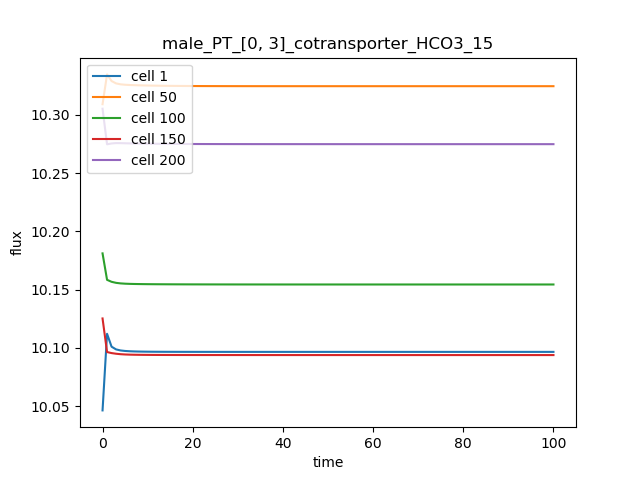 male_PT_[0, 3]_cotransporter_HCO3_15
cell 1
cell 50
cell 100
cell 150
cell 200
flux
10.30
10.25
10.20
10.15
10.10
10.05
0 20 40 60 80 100
time